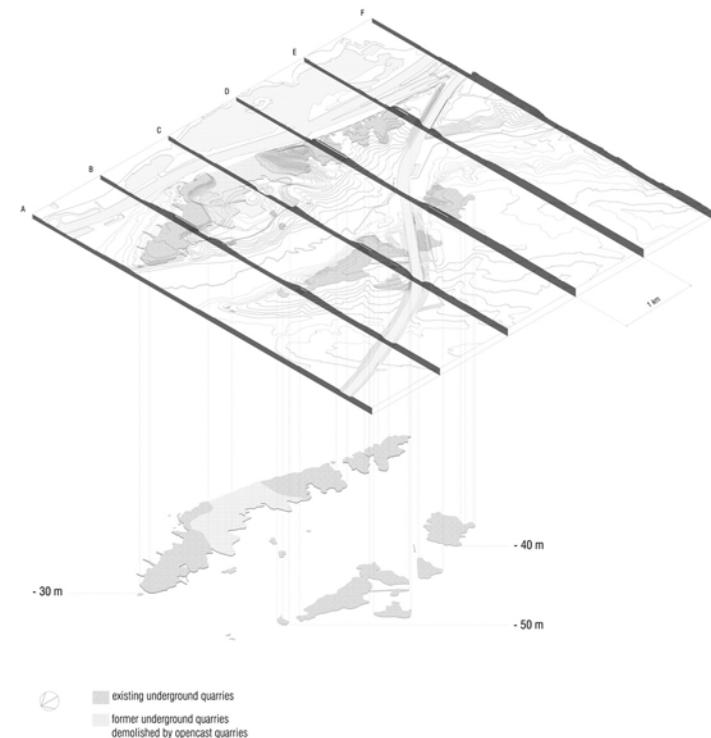 F
E
D
C
B
A
1 km
- 40 m
- 30 m
- 50 m
existing underground quarries
former underground quarries
demolished by opencast quarries